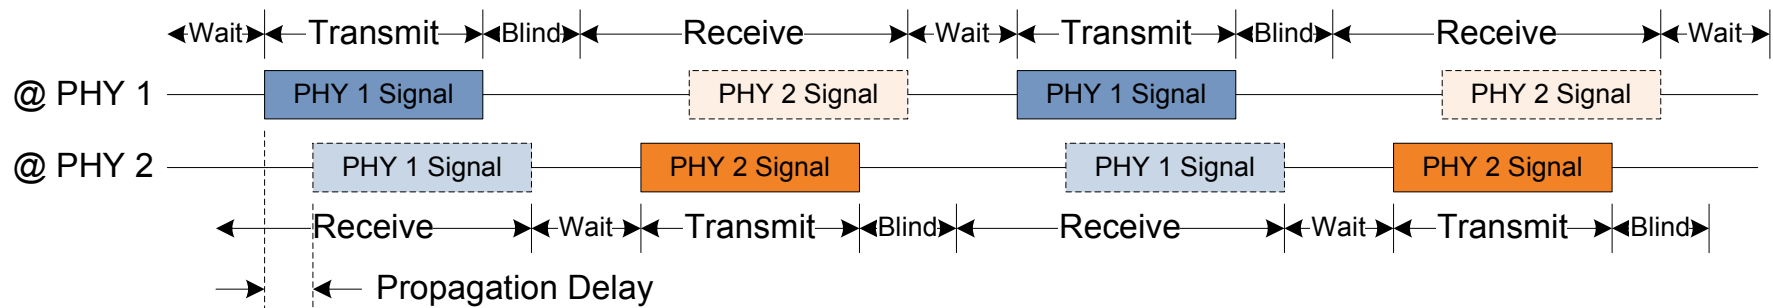 Wait Transmit Blind Receive Wait Transmit Blind Receive Wait
@ PHY 1 PHY 1 Signal PHY 2 Signal PHY 1 Signal PHY 2 Signal
@ PHY 2 PHY 1 Signal PHY 2 Signal PHY 1 Signal PHY 2 Signal
Receive Wait Transmit Blind Receive Wait Transmit Blind
Propagation Delay